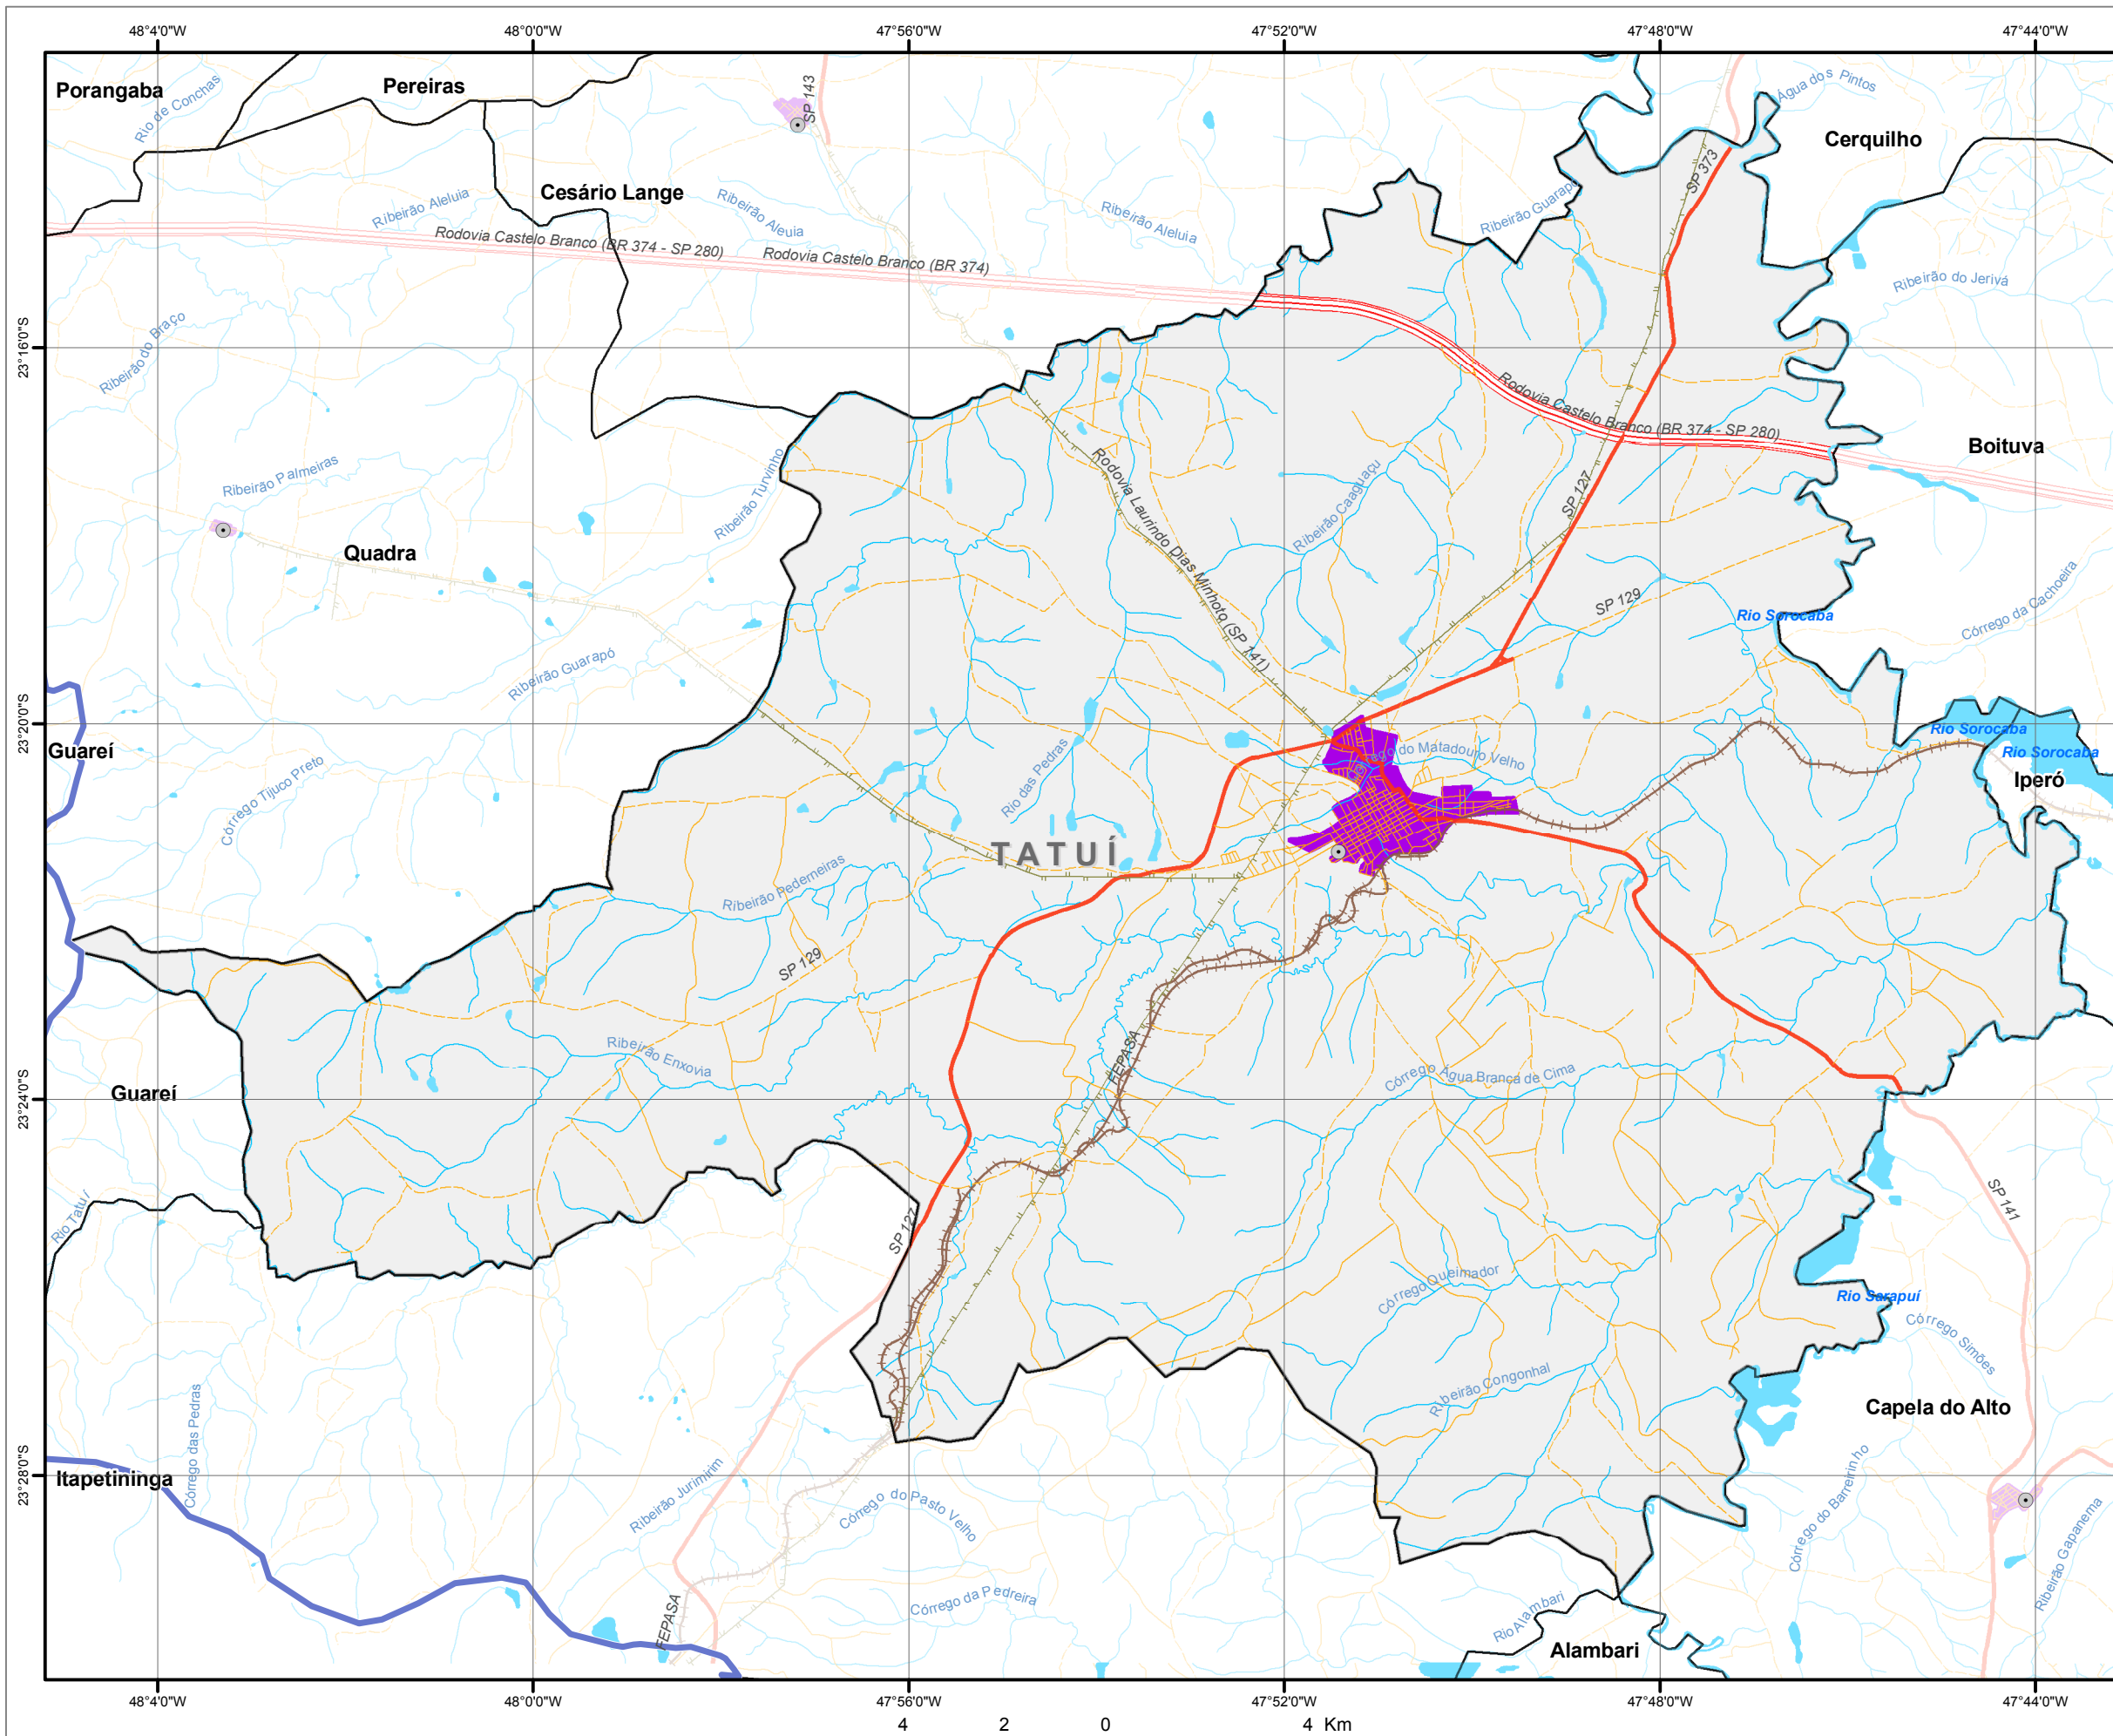 48°4'0"W
48°0'0"W
47°56'0"W
47°52'0"W
47°48'0"W
47°44'0"W
Porangaba
Pereiras
Rio de Conchas
SP 143
Água dos Pintos
Cerquilho
SP 373
Cesário Lange
Ribeirão Aleluia
Ribeirão Aleuia
Ribeirão Aleluia
Ribeirão Guarapó
Rodovia Castelo Branco (BR 374 - SP 280)
Rodovia Castelo Branco (BR 374)
Ribeirão do Jerivá
23°16'0"S
Ribeirão do Braço
Rodovia Castelo Branco (BR 374 - SP 280)
Boituva
Ribeirão Palmeiras
Ribeirão Turvinho
Rodovia Laurindo Dias Minhoto (SP 141)
Ribeirão Caaguaçu
SP 127
Quadra
SP 129
Rio Sorocaba
Córrego da Cachoeira
Ribeirão Guarapó
23°20'0"S
Guareí
Rio Sorocaba
Rio Sorocaba
Iperó
Córrego Tijuco Preto
Rio das Pedras
do Matadouro Velho
TATUÍ
Ribeirão Pederneiras
SP 129
Ribeirão Enxovia
FEPASA
Córrego Água Branca de Cima
23°24'0"S
Guareí
Rio Tatuí
SP 127
SP 141
Córrego Queimador
Rio Sarapuí
Córrego Simões
Ribeirão Congonhal
Capela do Alto
Córrego das Pedras
23°28'0"S
Itapetininga
Ribeirão Jurimirim
Córrego do Pasto Velho
Córrego do Barreirinho
Ribeirão Gapanema
FEPASA
Córrego da Pedreira
Rio Alambari
Alambari
48°4'0"W
48°0'0"W
47°56'0"W
47°52'0"W
47°48'0"W
47°44'0"W
4 2 0 4 Km